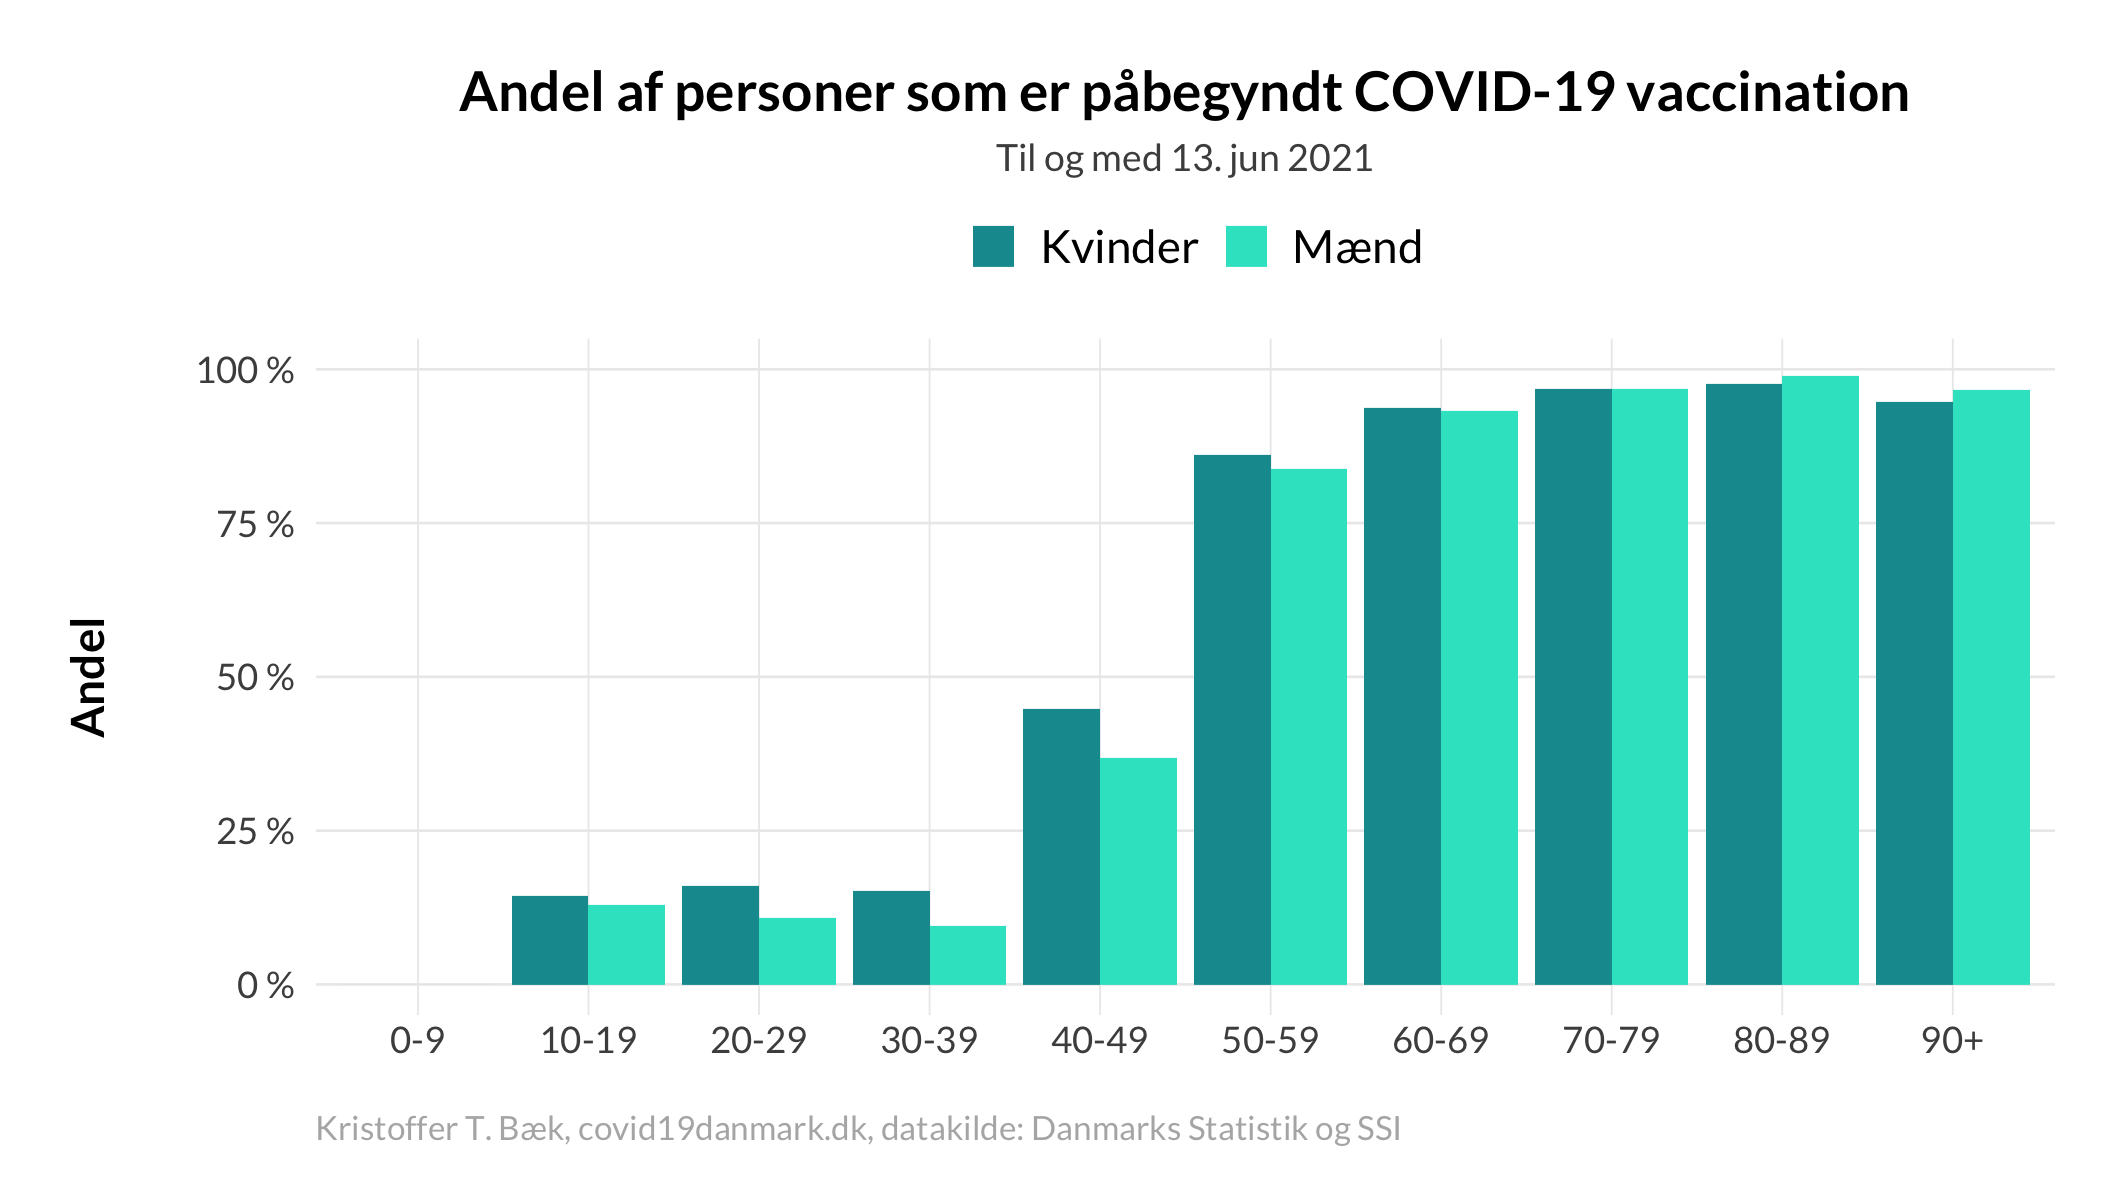 Andel af personer som er påbegyndt COVID-19 vaccination
Til og med 13. jun 2021
Kvinder Mænd
100 %
75 %
50 %
25 %
0 %
Andel
0-9 10-19 20-29 30-39 40-49 50-59 60-69 70-79 80-89 90+
Kristoffer T. Bæk, covid19danmark.dk, datakilde: Danmarks Statistik og SSI